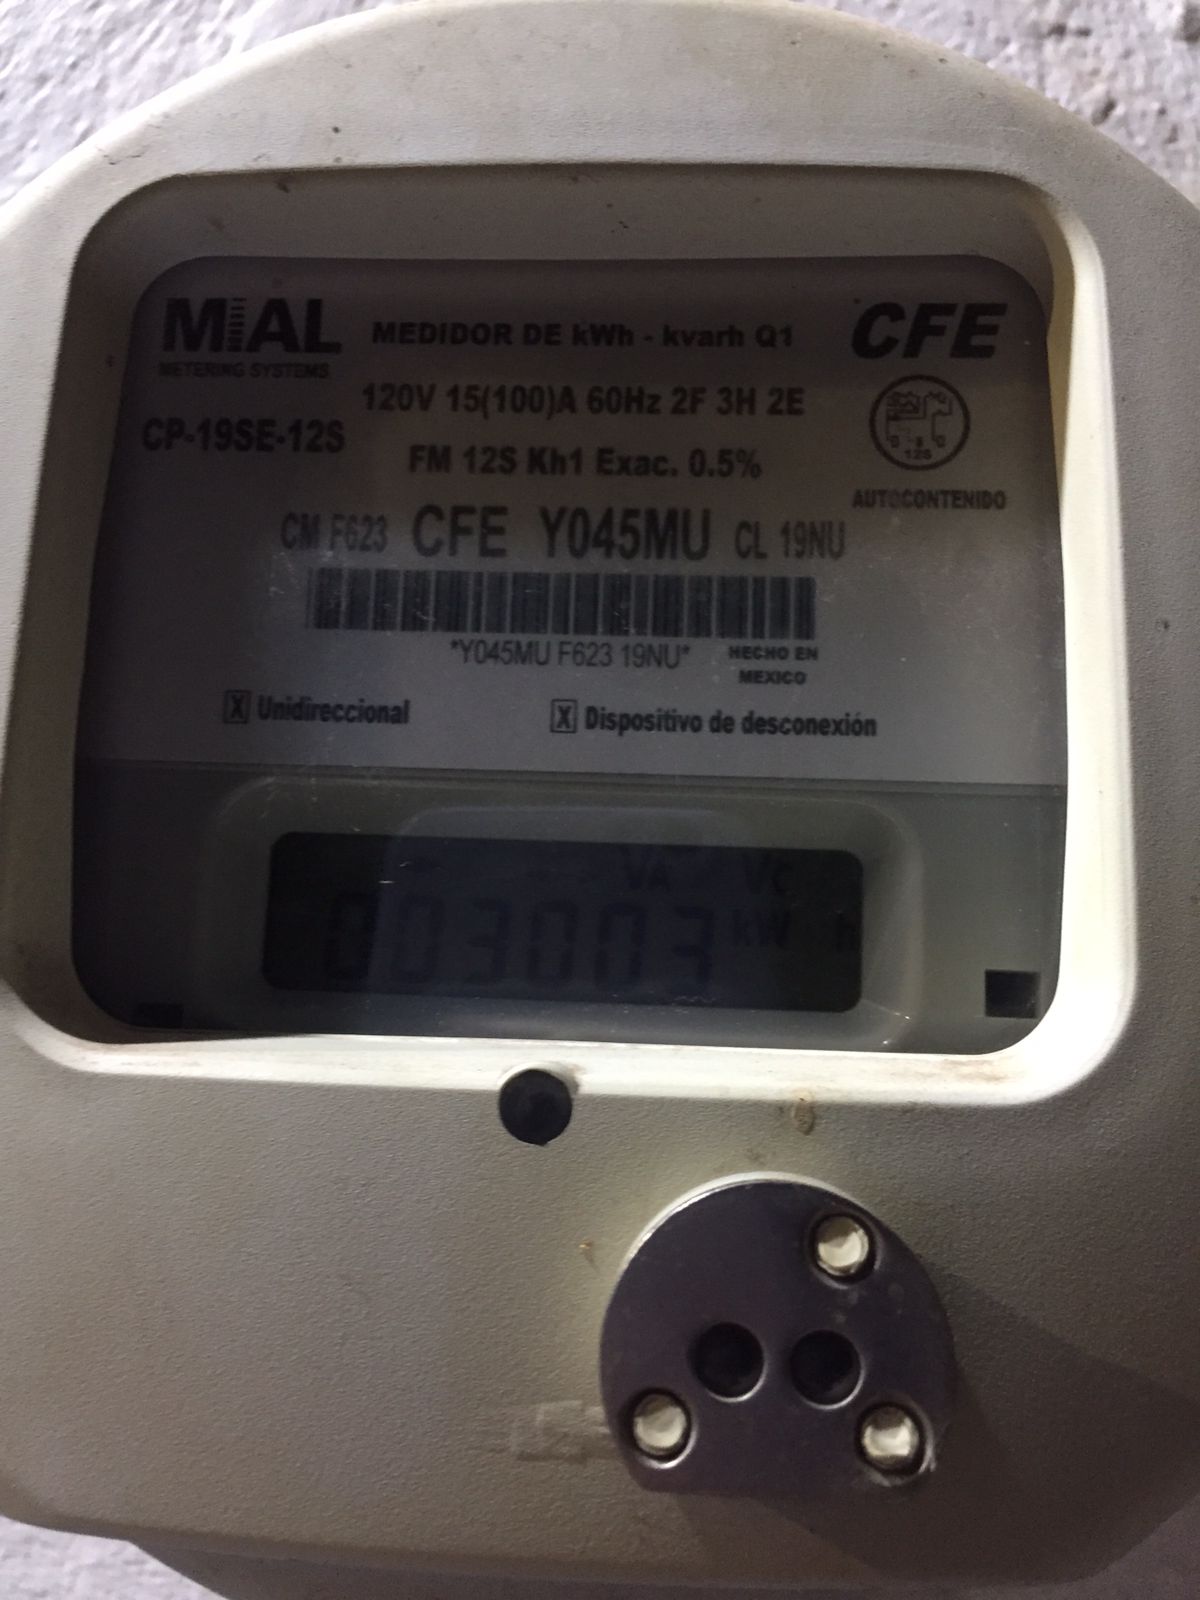 MIAL
METERING SYSTEMS
MEDIDOR DE kWh - kvarh Q1
CFE
120V 15(100)A 60Hz 2F 3H 2E
CP-19SE-12S
FM 12S Kh1 Exac. 0.5%
12S
AUTOCONTENIDO
CM F623 CFE Y045MU CL 19NU
*Y045MU F623 19NU*
HECHO EN
MEXICO
X Unidireccional
X Dispositivo de desconexión
VA VC
003003 kW h